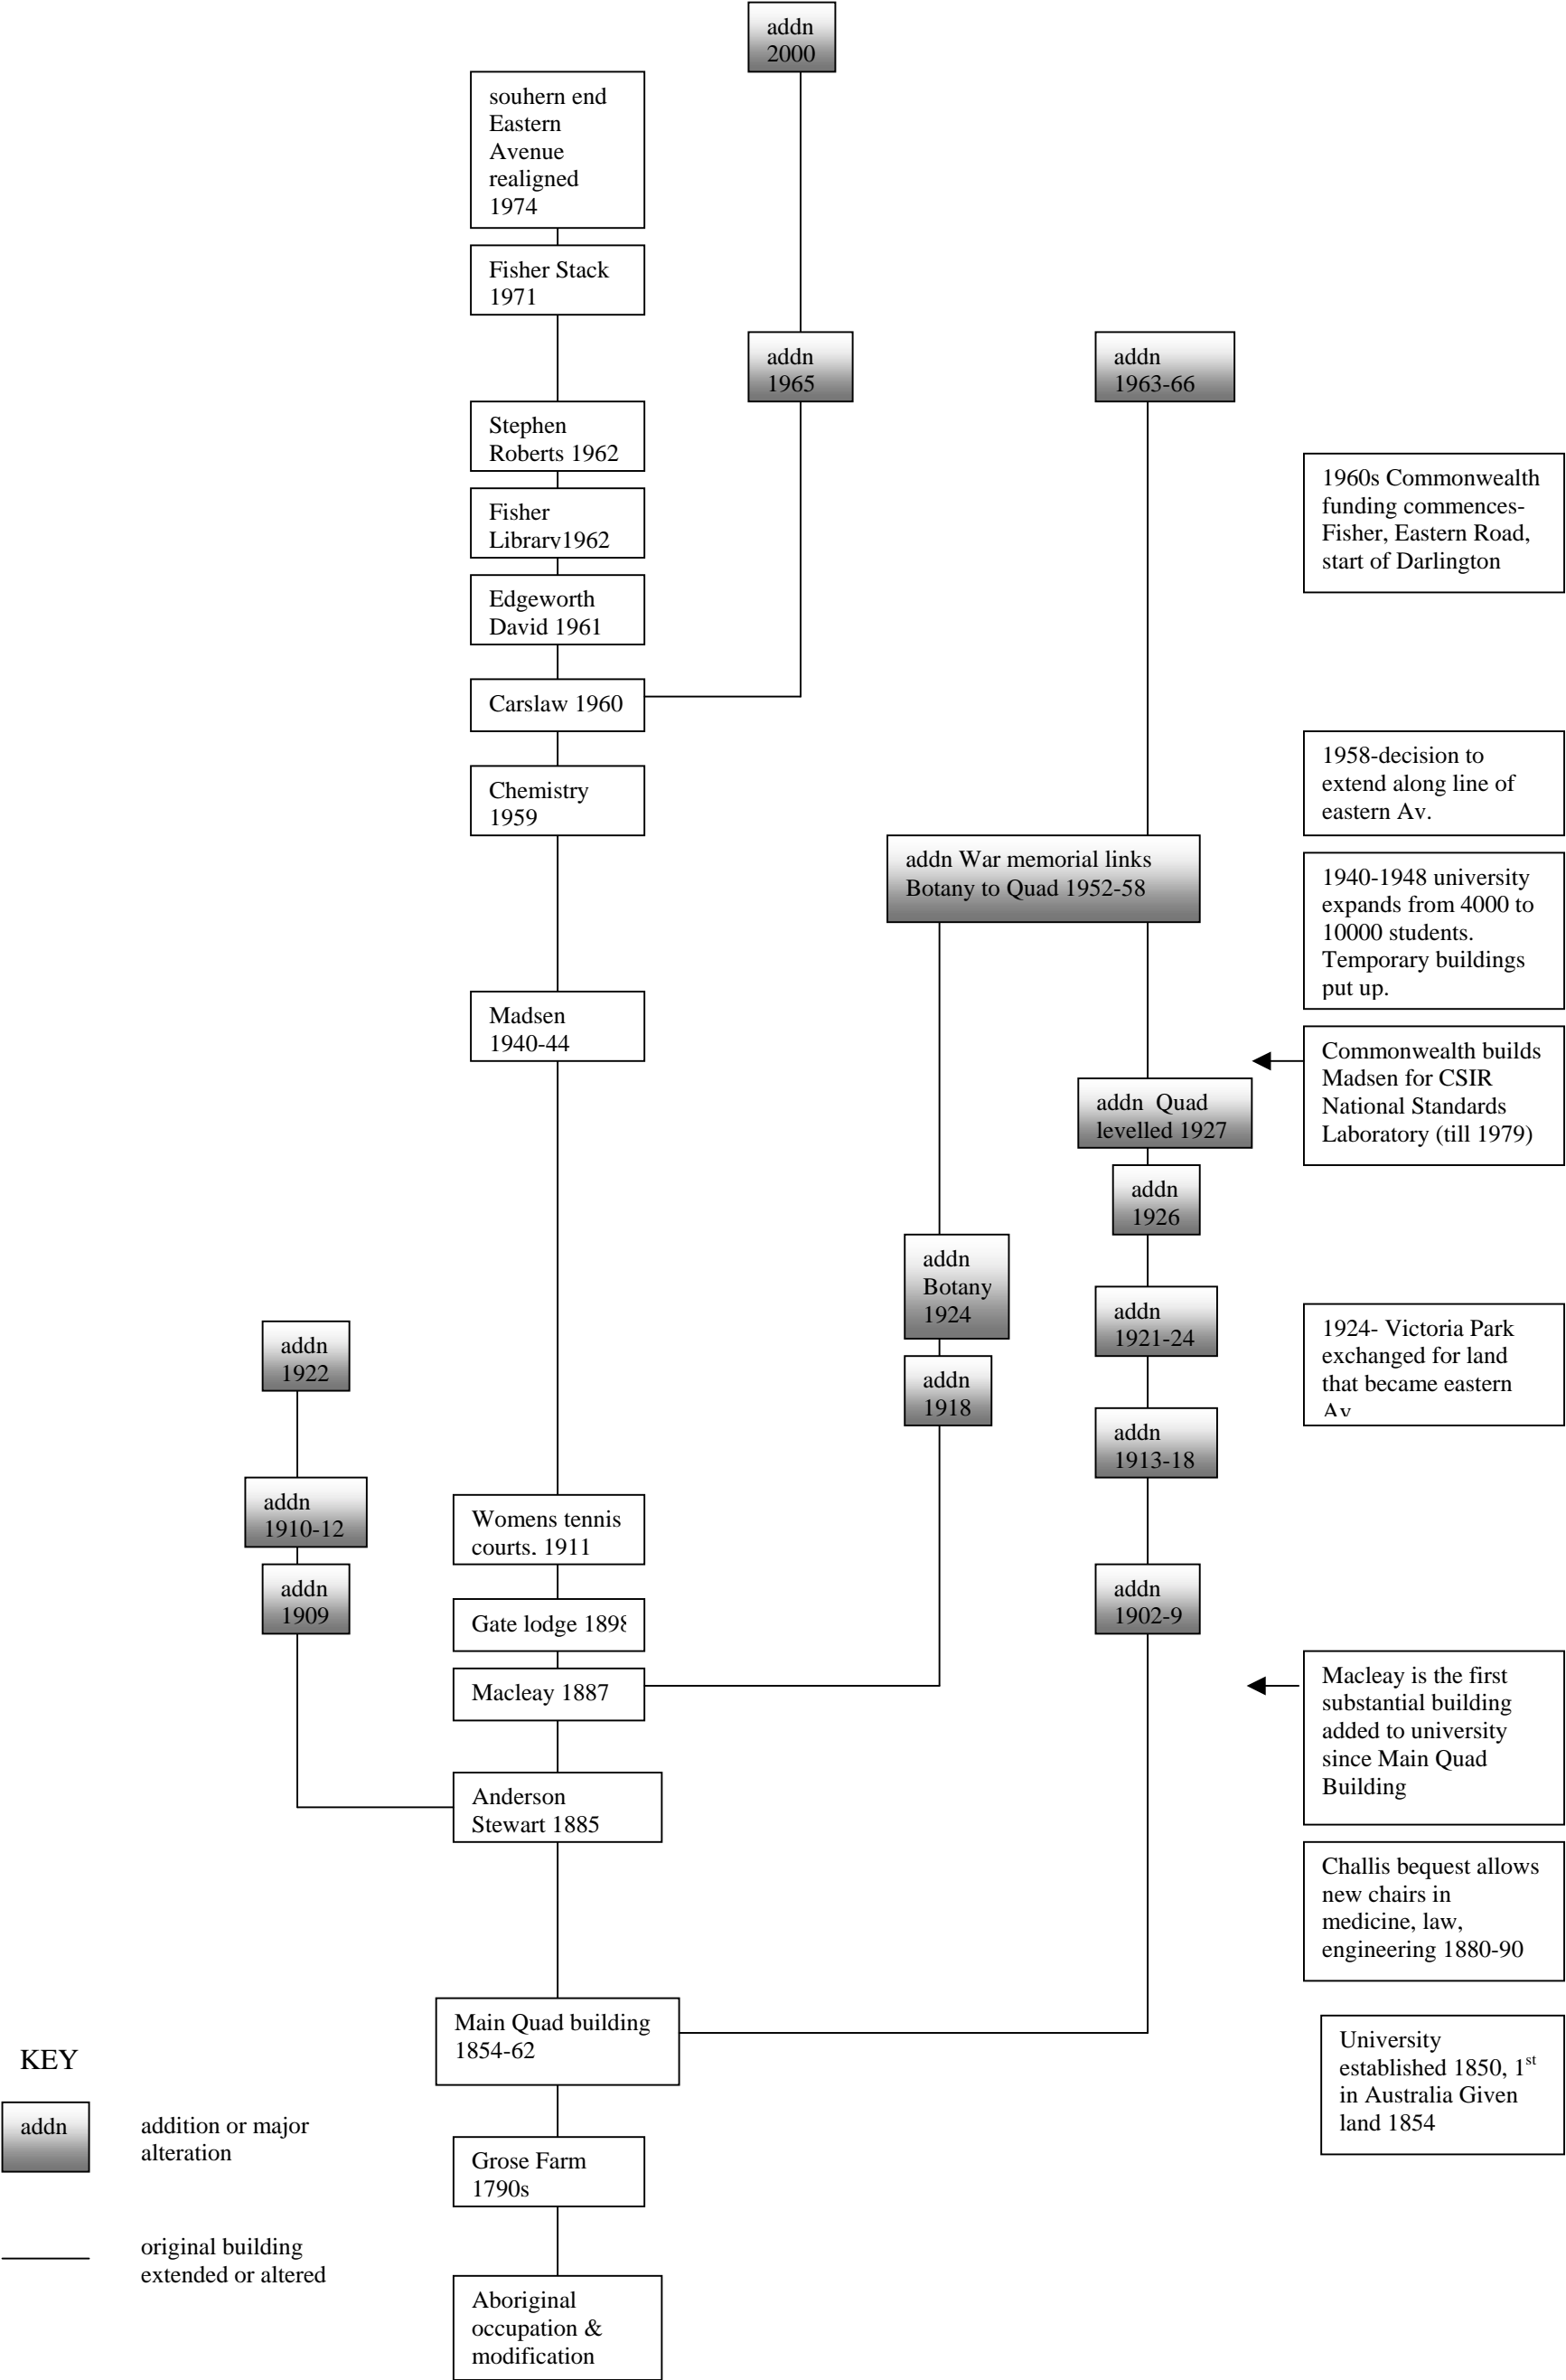 addn
2000
souhern end
Eastern
Avenue
realigned
1974
Fisher Stack
1971
addn
1965
addn
1963-66
Stephen
Roberts 1962
1960s Commonwealth
funding commences-
Fisher, Eastern Road,
start of Darlington
Fisher
Library1962
Edgeworth
David 1961
Carslaw 1960
1958-decision to
extend along line of
eastern Av.
Chemistry
1959
addn War memorial links
Botany to Quad 1952-58
1940-1948 university
expands from 4000 to
10000 students.
Temporary buildings
put up.
Madsen
1940-44
Commonwealth builds
Madsen for CSIR
National Standards
Laboratory (till 1979)
addn  Quad
levelled 1927
addn
1926
addn
Botany
1924
addn
1921-24
1924- Victoria Park
exchanged for land
that became eastern
Av
addn
1922
addn
1918
addn
1913-18
addn
1910-12
Womens tennis
courts, 1911
addn
1909
Gate lodge 1898
addn
1902-9
Macleay 1887
Macleay is the first
substantial building
added to university
since Main Quad
Building
Anderson
Stewart 1885
Challis bequest allows
new chairs in
medicine, law,
engineering 1880-90
Main Quad building
1854-62
University
established 1850, 1st
in Australia Given
land 1854
KEY
addn
addition or major
alteration
Grose Farm
1790s
original building
extended or altered
Aboriginal
occupation &
modification